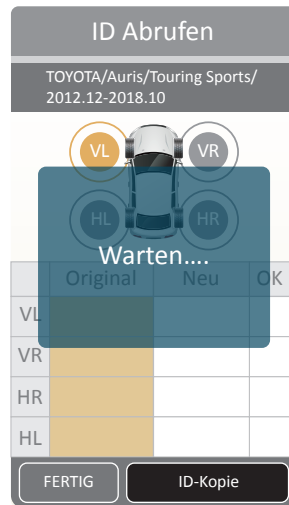 ID Abrufen
TOYOTA/Auris/Touring Sports/
2012.12-2018.10
VL VR
HL HR
Warten....
Original Neu OK
VL
VR
HR
HL
FERTIG ID-Kopie